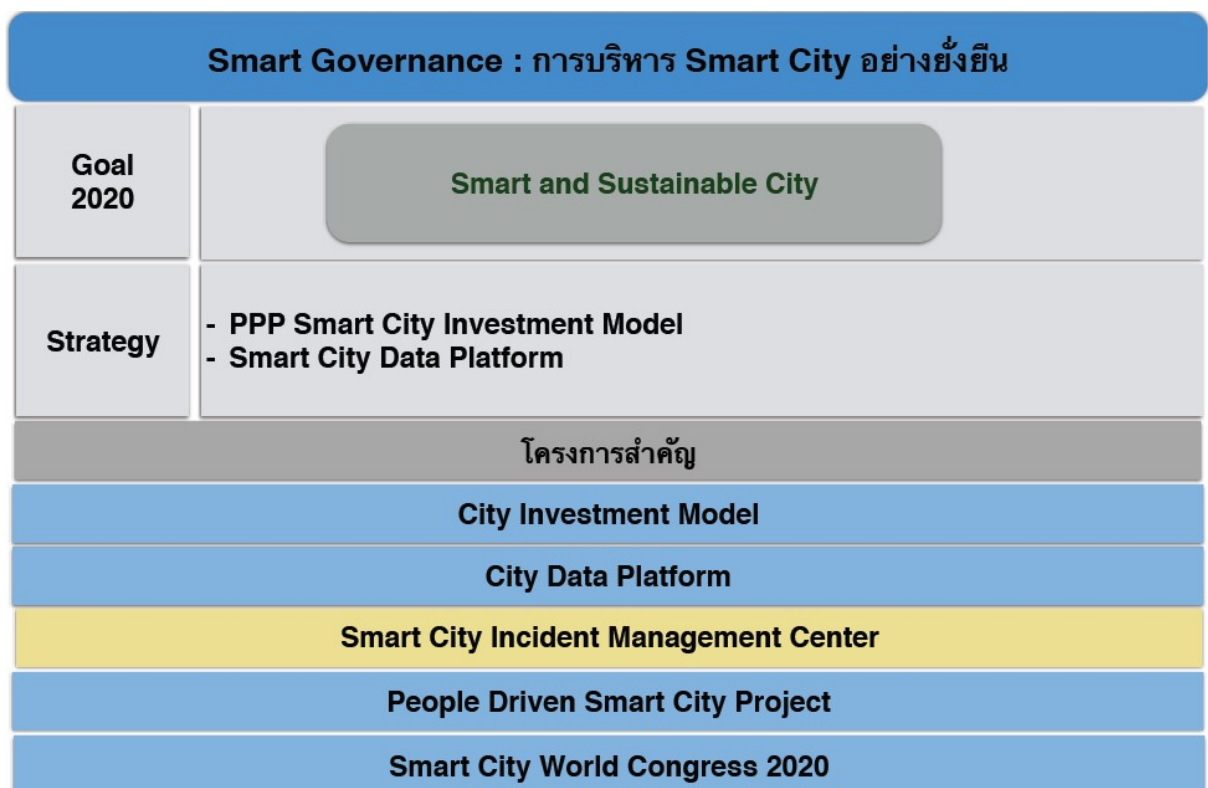 Smart Governance : การบริหาร Smart City อย่างยั่งยืน
Goal
2020
Smart and Sustainable City
Strategy
- PPP Smart City Investment Model
- Smart City Data Platform
โครงการสำคัญ
City Investment Model
City Data Platform
Smart City Incident Management Center
People Driven Smart City Project
Smart City World Congress 2020